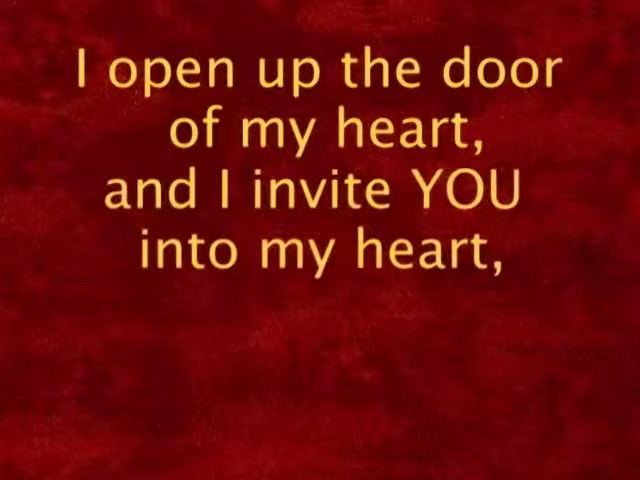 I open up the door
of my heart,
and I invite YOU
into my heart,